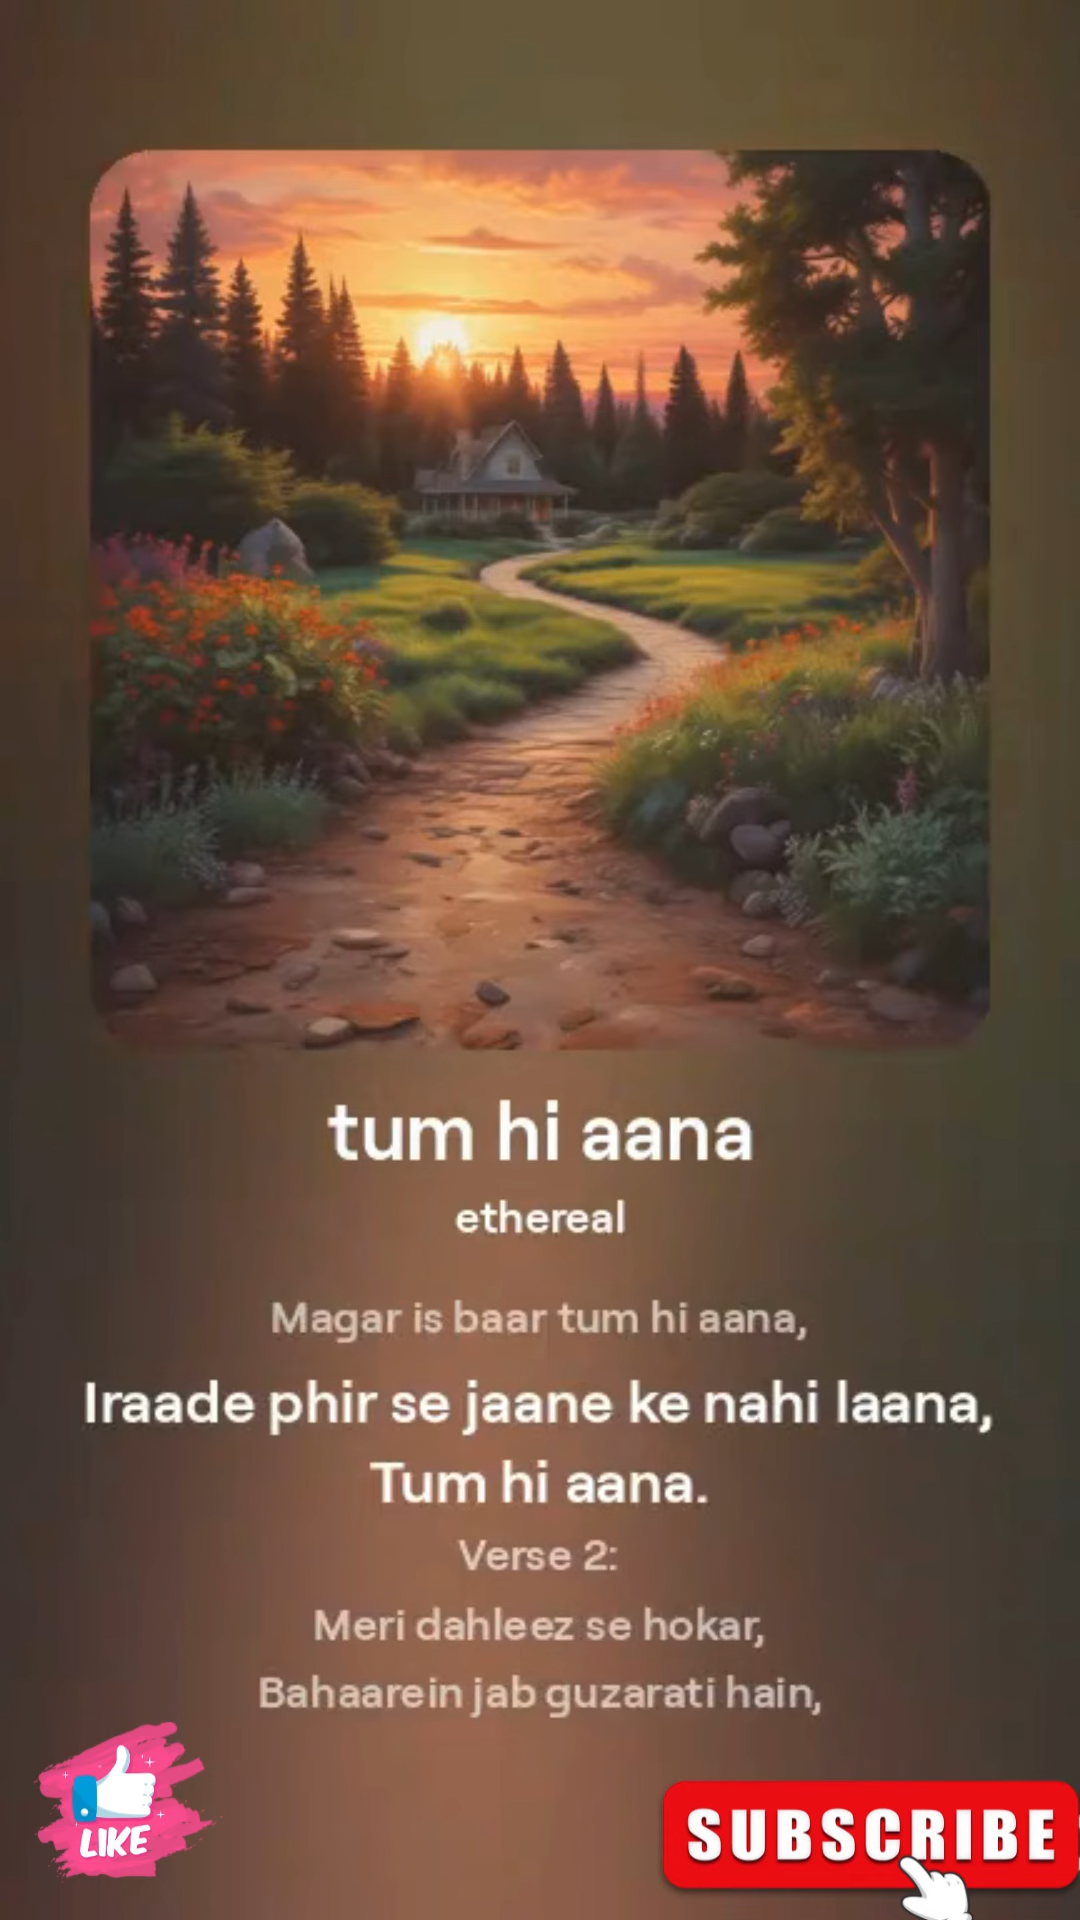 tum hi aana
ethereal
Magar is baar tum hi aana,
Iraade phir se jaane ke nahi laana,
Tum hi aana.
Verse 2:
Meri dahleez se hokar,
Bahaarein jab guzarati hain,
LIKE
SUBSCRIBE